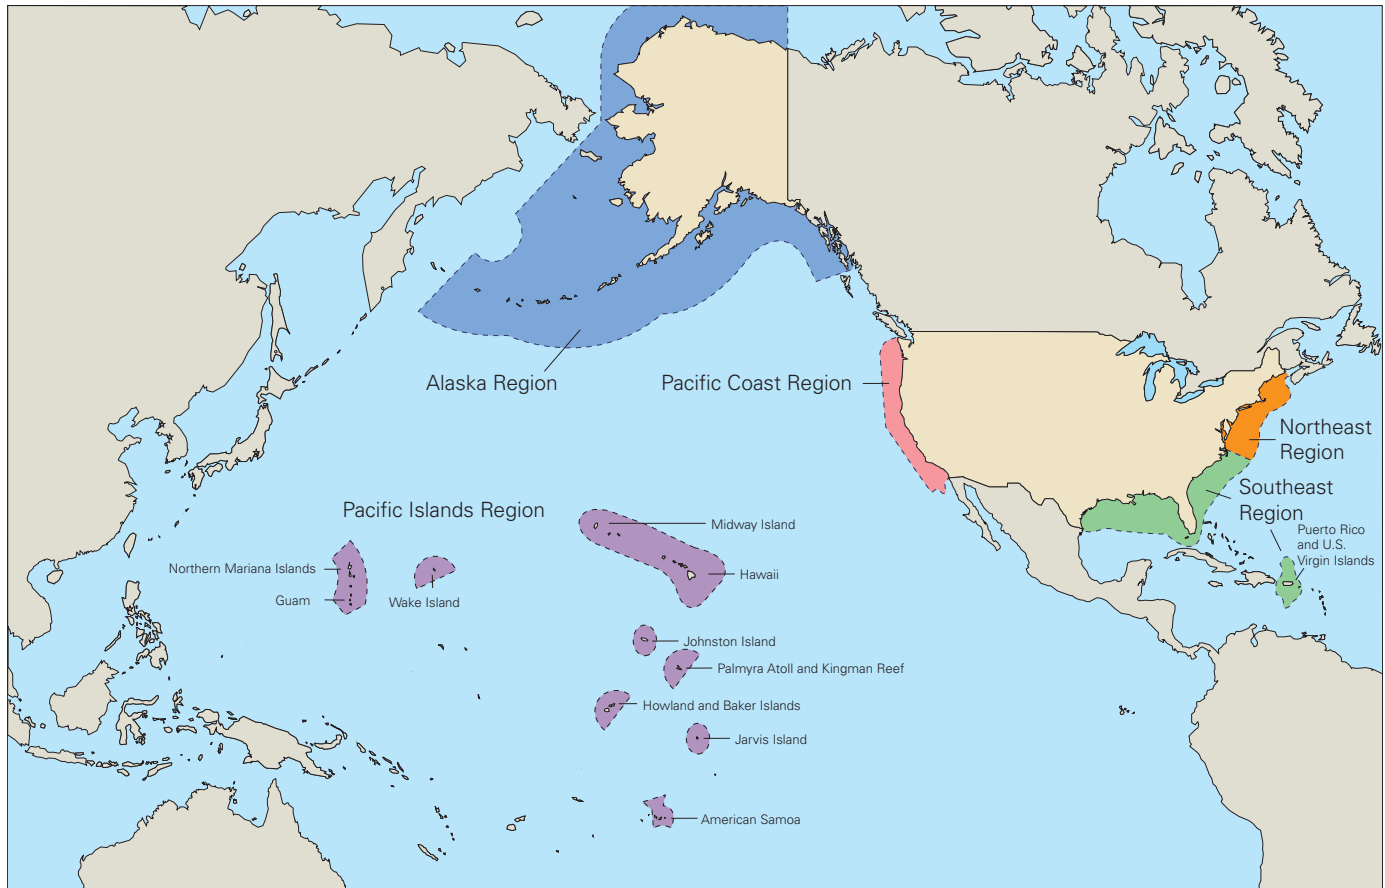 Alaska Region
Pacific Coast Region
Northeast
Region
Southeast
Region
Puerto Rico
and U.S.
Virgin Islands
Pacific Islands Region
Midway Island
Northern Mariana Islands
Hawaii
Guam
Wake Island
Johnston Island
Palmyra Atoll and Kingman Reef
Howland and Baker Islands
Jarvis Island
American Samoa